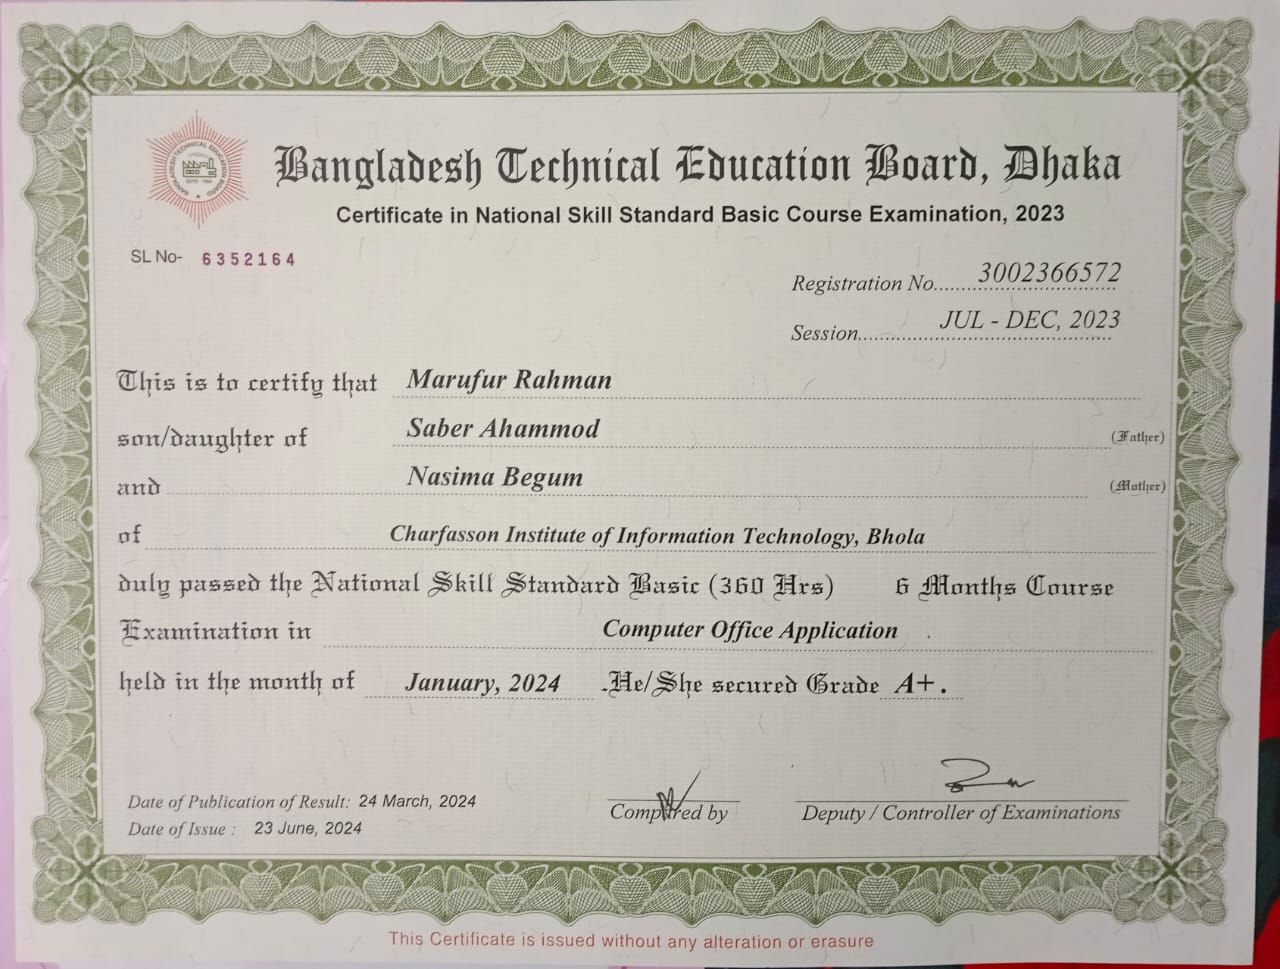 BANGLADESH TECHNICAL EDUCATION BOARD
Bangladesh Technical Education Board, Dhaka
Certificate in National Skill Standard Basic Course Examination, 2023
SL No- 6352164
Registration No........3002366572
Session........JUL - DEC, 2023
This is to certify that Marufur Rahman
son/daughter of Saber Ahammod (Father)
and Nasima Begum (Mother)
of Charfasson Institute of Information Technology, Bhola
duly passed the National Skill Standard Basic (360 Hrs) 6 Months Course
Examination in Computer Office Application
held in the month of January, 2024 .He/She secured Grade A+.
Date of Publication of Result: 24 March, 2024
Date of Issue : 23 June, 2024
Compared by
Deputy / Controller of Examinations
This Certificate is issued without any alteration or erasure